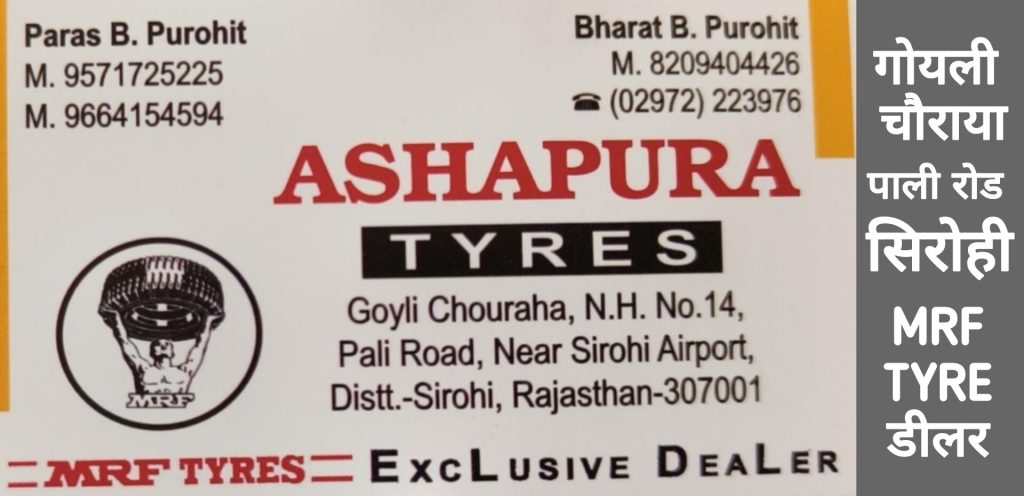 Paras B. Purohit
M. 9571725225
M. 9664154594
Bharat B. Purohit
M. 8209404426
☎ (02972) 223976
ASHAPURA
TYRES
Goyli Chouraha, N.H. No.14,
Pali Road, Near Sirohi Airport,
Distt.-Sirohi, Rajasthan-307001
MRF
MRF TYRES EXCLUSIVE DEALER
गोयली
चौराया
पाली रोड
सिरोही
MRF
TYRE
डीलर